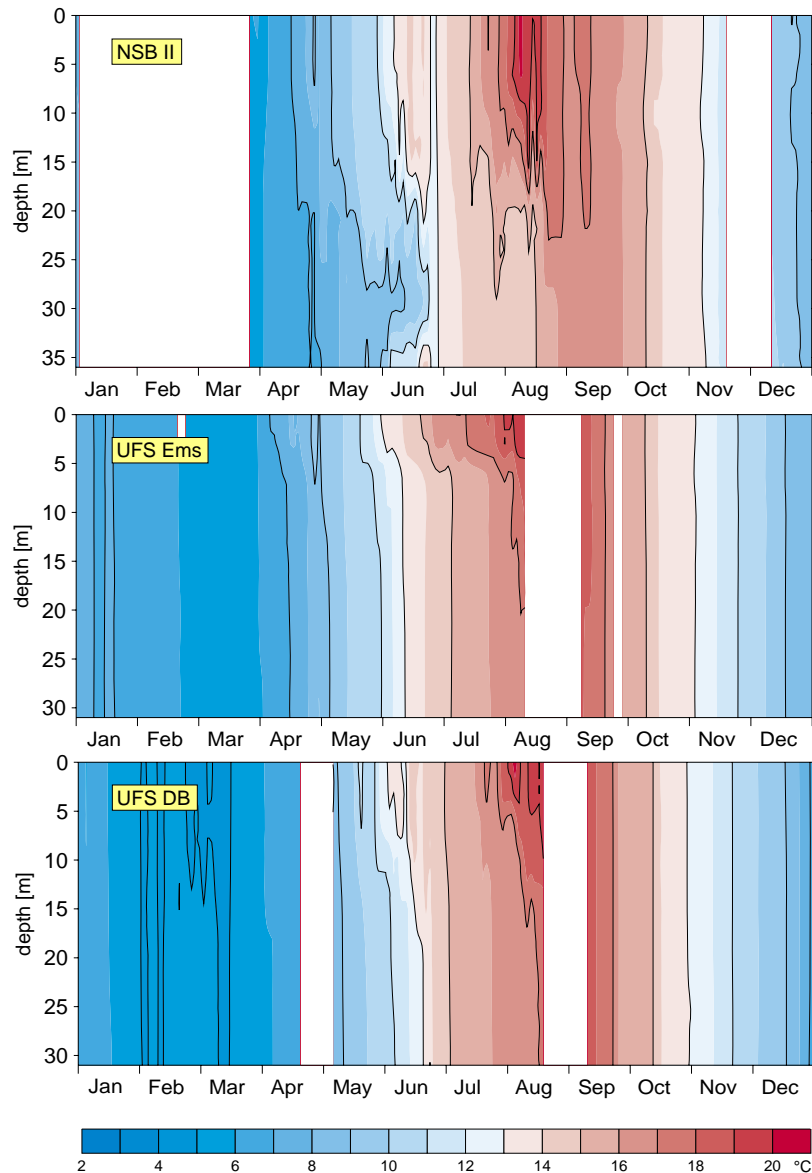 0
NSB II
5
10
15
20
25
30
35
depth [m]
Jan Feb Mar Apr May Jun Jul Aug Sep Oct Nov Dec
0
UFS Ems
5
10
15
20
25
30
depth [m]
Jan Feb Mar Apr May Jun Jul Aug Sep Oct Nov Dec
0
UFS DB
5
10
15
20
25
30
depth [m]
Jan Feb Mar Apr May Jun Jul Aug Sep Oct Nov Dec
2 4 6 8 10 12 14 16 18 20 °C